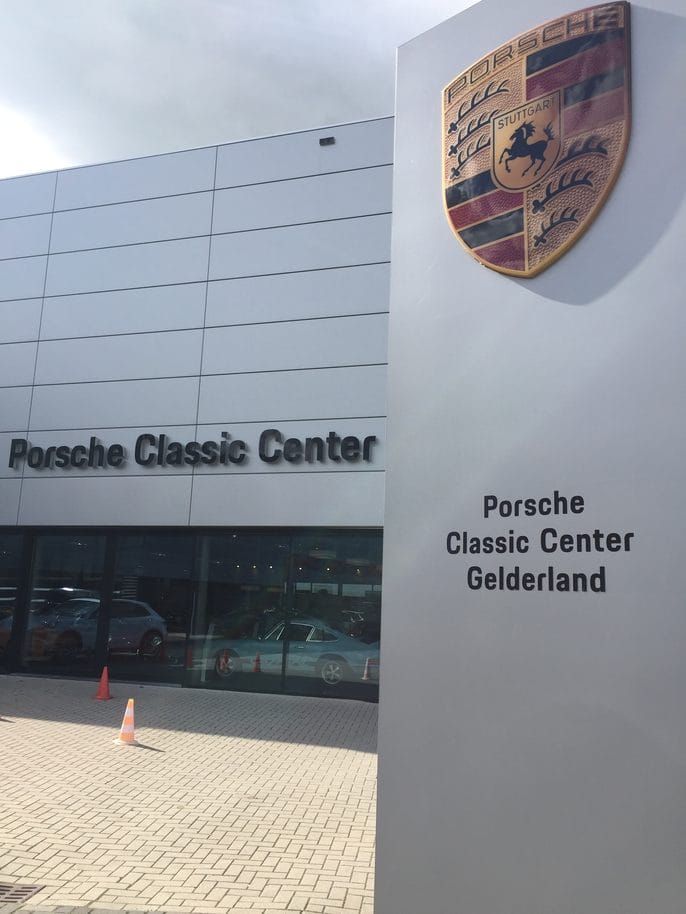 PORSCHE
STUTTGART
Porsche Classic Center
Porsche
Classic Center
Gelderland